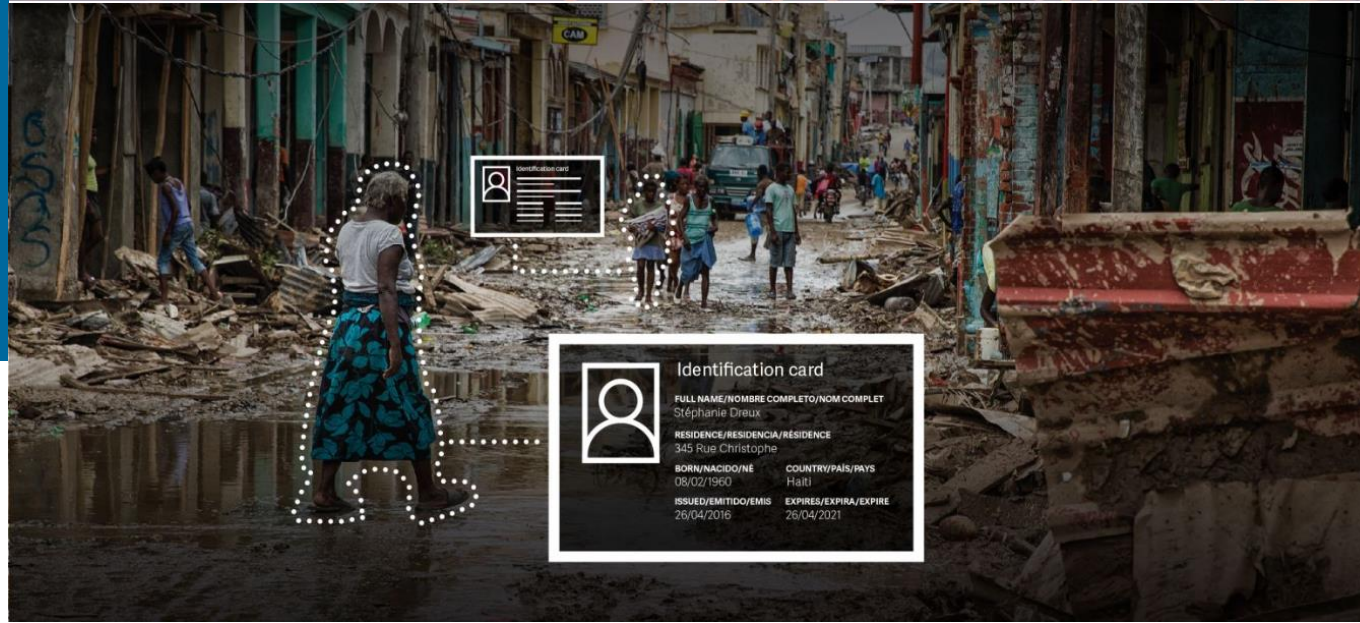 CAM
Identification card
Identification card
FULL NAME/NOMBRE COMPLETO/NOM COMPLET
Stéphanie Dreux
RESIDENCE/RESIDENCIA/RÉSIDENCE
345 Rue Christophe
BORN/NACIDO/NÉ COUNTRY/PAÍS/PAYS
08/02/1960 Haiti
ISSUED/EMITIDO/EMIS EXPIRES/EXPIRA/EXPIRE
26/04/2016 26/04/2021